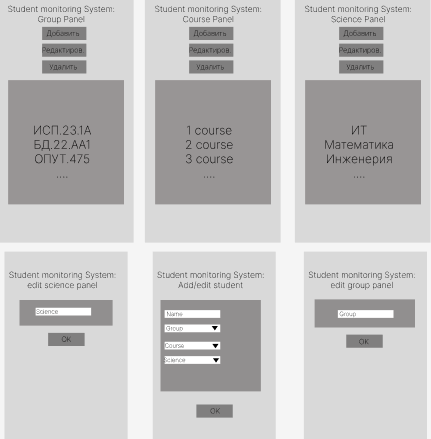 Student monitoring System:
Group Panel
Добавить
Редактиров.
Удалить
ИСП.23.1А
БД.22.АА1
ОПУТ.475
....
Student monitoring System:
Course Panel
Добавить
Редактиров.
Удалить
1 course
2 course
3 course
....
Student monitoring System:
Science Panel
Добавить
Редактиров.
Удалить
ИТ
Математика
Инженерия
....
Student monitoring System:
edit science panel
Science
OK
Student monitoring System:
Add/edit student
Name
Group
Course
Science
OK
Student monitoring System:
edit group panel
Group
OK